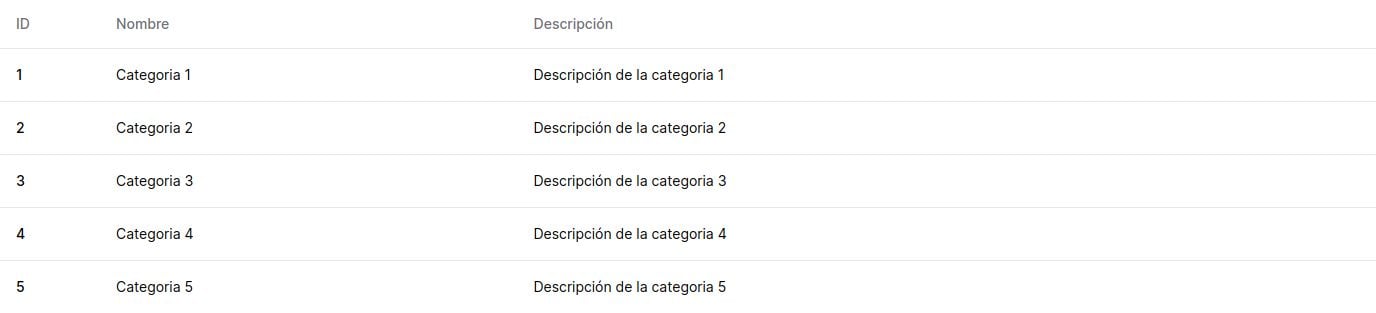 ID Nombre Descripción
1 Categoria 1 Descripción de la categoria 1
2 Categoria 2 Descripción de la categoria 2
3 Categoria 3 Descripción de la categoria 3
4 Categoria 4 Descripción de la categoria 4
5 Categoria 5 Descripción de la categoria 5